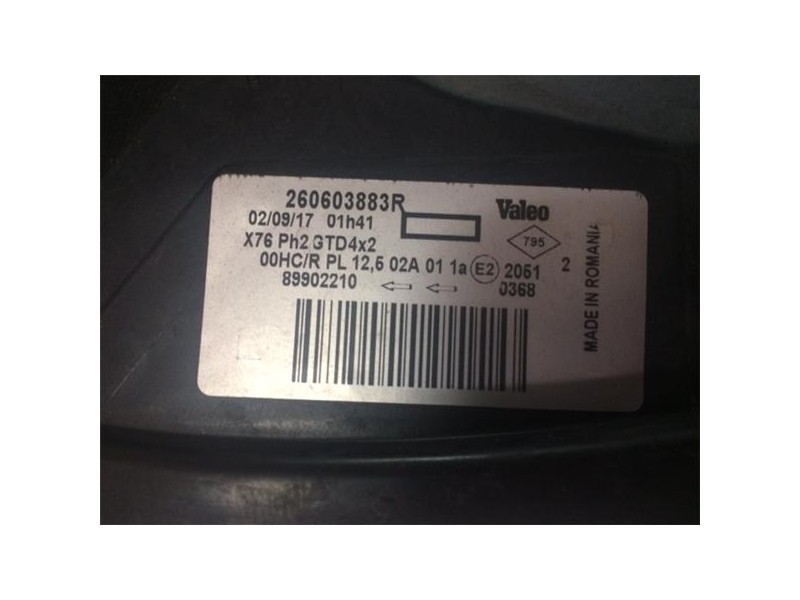 260603883R Valeo
02/09/17 01h41 795
X76 Ph2 GTD4x2
00HC/R PL 12,5 02A 01 1a E2 2051 2
89902210 0368
MADE IN ROMANIA